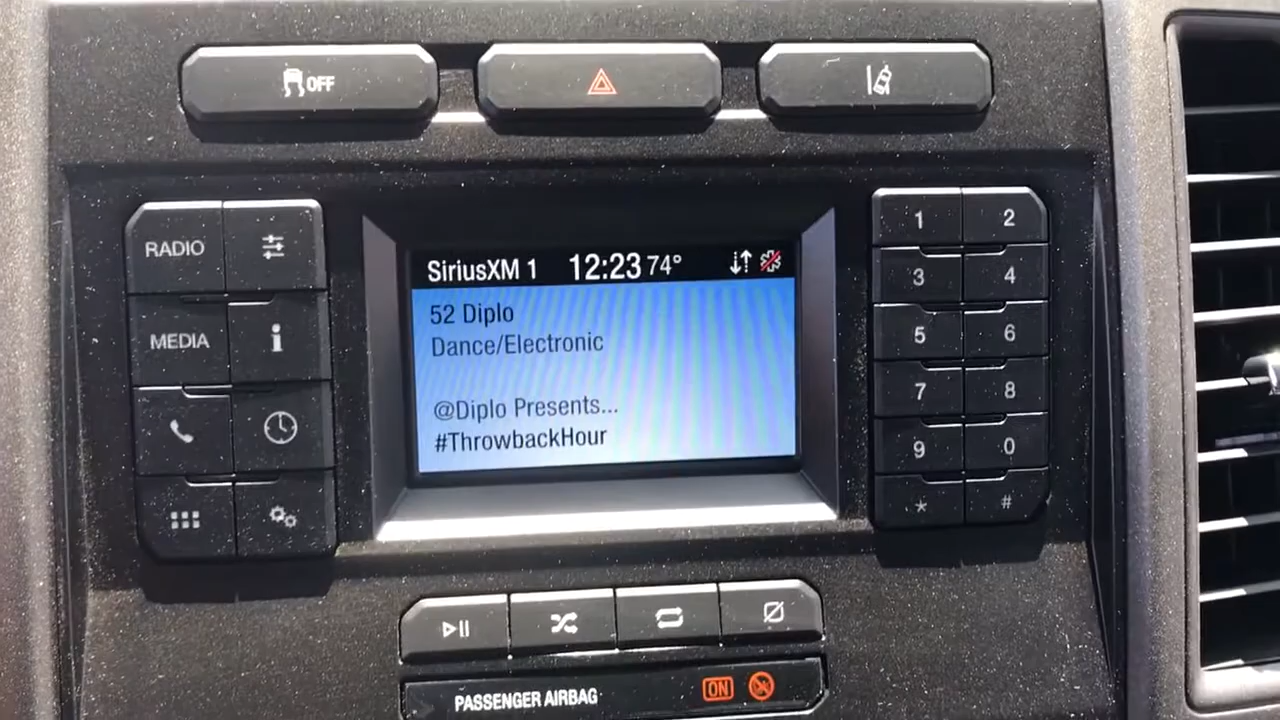 OFF
RADIO
MEDIA
SiriusXM 1 12:23 74°
52 Diplo
Dance/Electronic
@Diplo Presents...
#ThrowbackHour
1 2
3 4
5 6
7 8
9 0
* #
PASSENGER AIRBAG ON